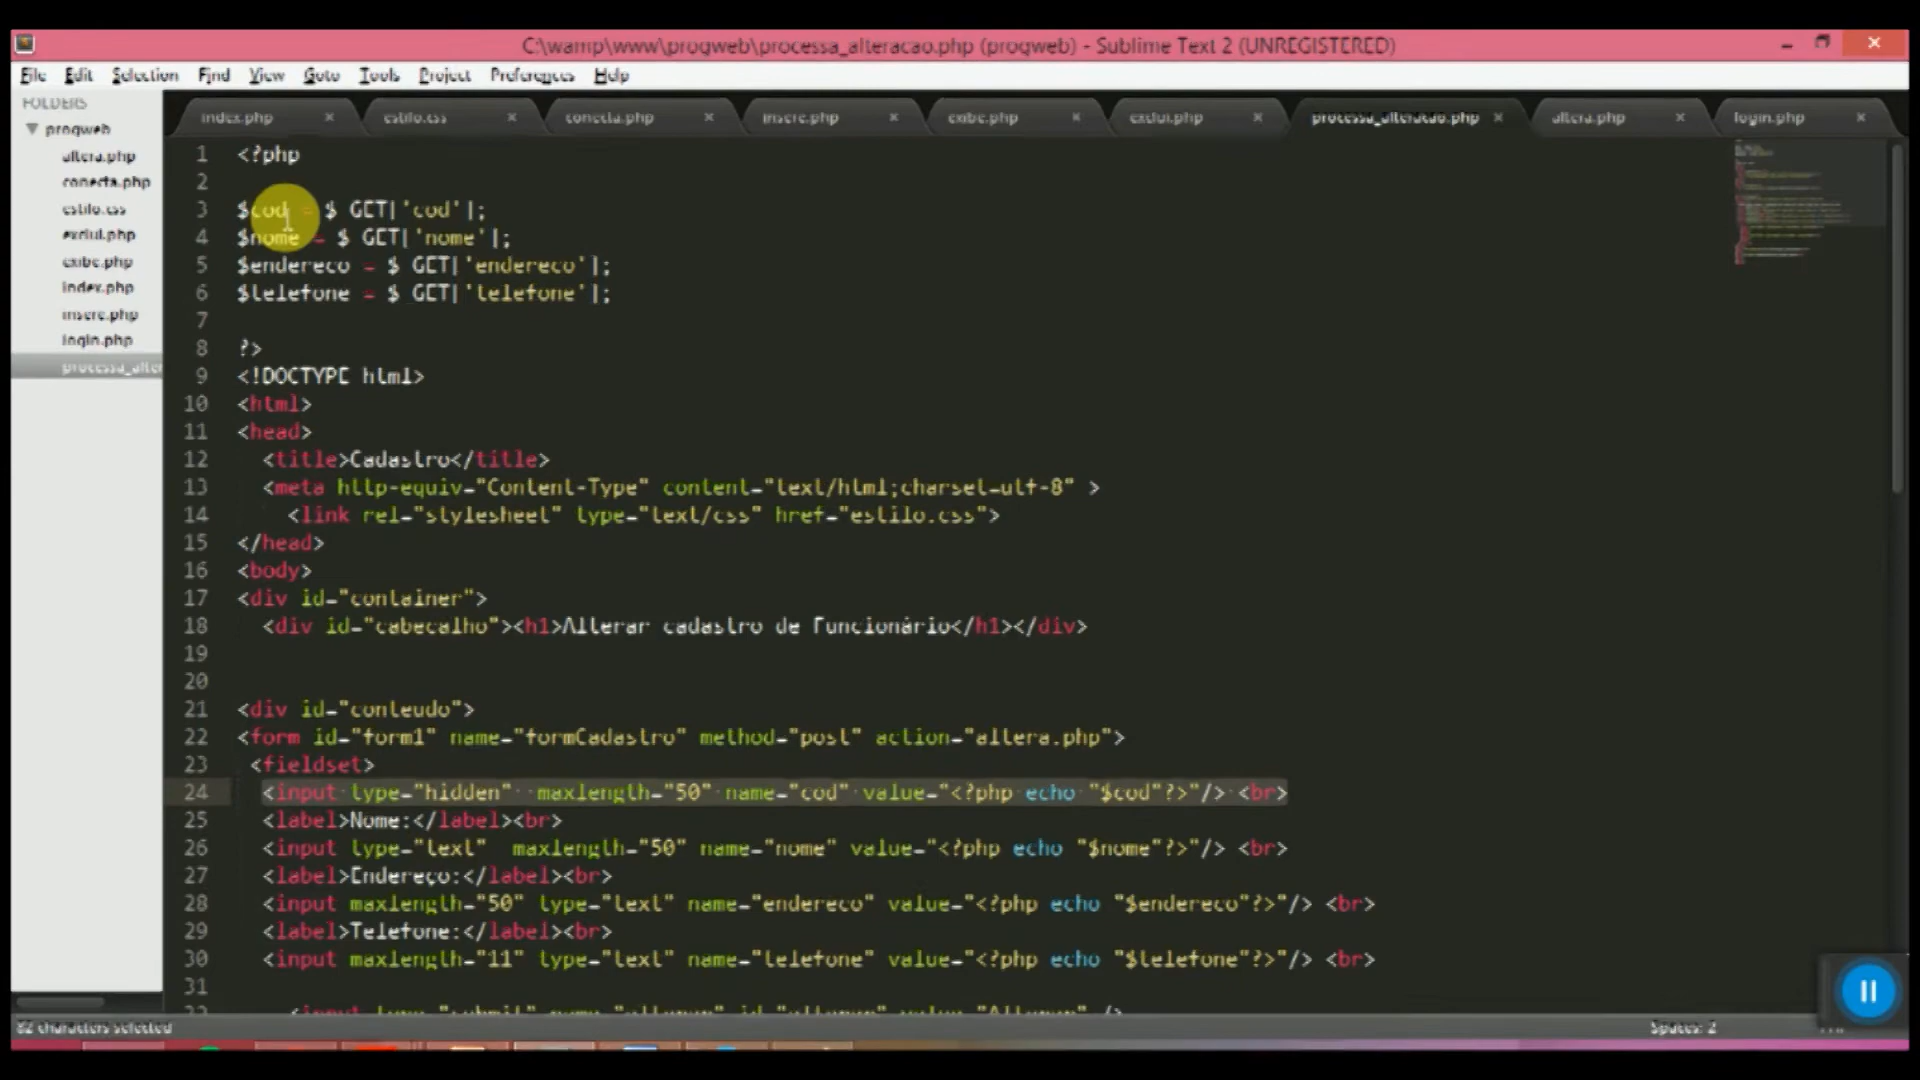 C:\wamp\www\progweb\processa_alteracao.php (progweb) - Sublime Text 2 (UNREGISTERED)
File Edit Selection Find View Goto Tools Project Preferences Help
FOLDERS
progweb
altera.php
conecta.php
estilo.css
exclui.php
exibe.php
index.php
insere.php
login.php
processa_alter
index.php estilo.css conecta.php insere.php exibe.php exclui.php processa_alteracao.php altera.php login.php
1 <?php
2
3 $cod = $_GET['cod'];
4 $nome = $_GET['nome'];
5 $endereco = $_GET['endereco'];
6 $telefone = $_GET['telefone'];
7
8 ?>
9 <!DOCTYPE html>
10 <html>
11 <head>
12 <title>Cadastro</title>
13 <meta http-equiv="Content-Type" content="text/html;charset=utf-8" >
14 <link rel="stylesheet" type="text/css" href="estilo.css">
15 </head>
16 <body>
17 <div id="container">
18 <div id="cabecalho"><h1>Alterar cadastro de Funcionário</h1></div>
19
20
21 <div id="conteudo">
22 <form id="form1" name="formCadastro" method="post" action="altera.php">
23 <fieldset>
24 <input type="hidden" maxlength="50" name="cod" value="<?php echo "$cod"?>"/> <br>
25 <label>Nome:</label><br>
26 <input type="text" maxlength="50" name="nome" value="<?php echo "$nome"?>"/> <br>
27 <label>Endereço:</label><br>
28 <input maxlength="50" type="text" name="endereco" value="<?php echo "$endereco"?>"/> <br>
29 <label>Telefone:</label><br>
30 <input maxlength="11" type="text" name="telefone" value="<?php echo "$telefone"?>"/> <br>
31
82 characters selected
Spaces: 2